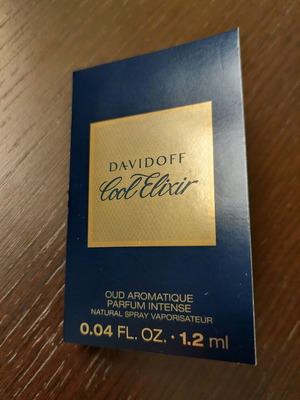 DAVIDOFF
Cool Elixir
OUD AROMATIQUE
PARFUM INTENSE
NATURAL SPRAY VAPORISATEUR
0.04 FL. OZ. · 1.2 ml